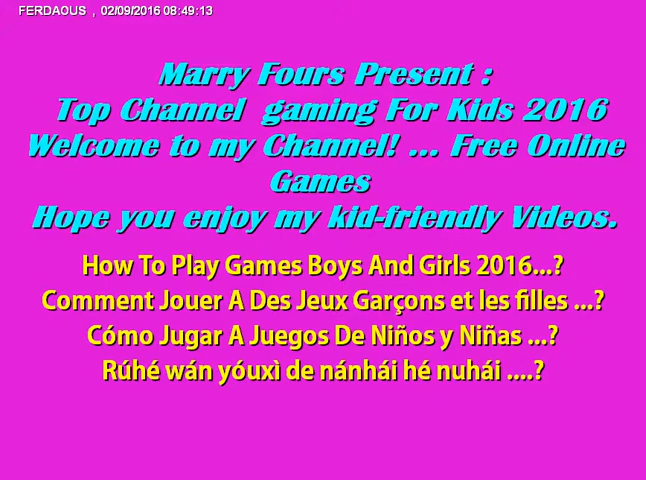 FERDAOUS , 02/09/2016 08:49:13
Marry Fours Present :
Top Channel gaming For Kids 2016
Welcome to my Channel! ... Free Online
Games
Hope you enjoy my kid-friendly Videos.
How To Play Games Boys And Girls 2016...?
Comment Jouer A Des Jeux Garçons et les filles ...?
Cómo Jugar A Juegos De Niños y Niñas ...?
Rúhé wán yóuxì de nánhái hé nuhái ....?